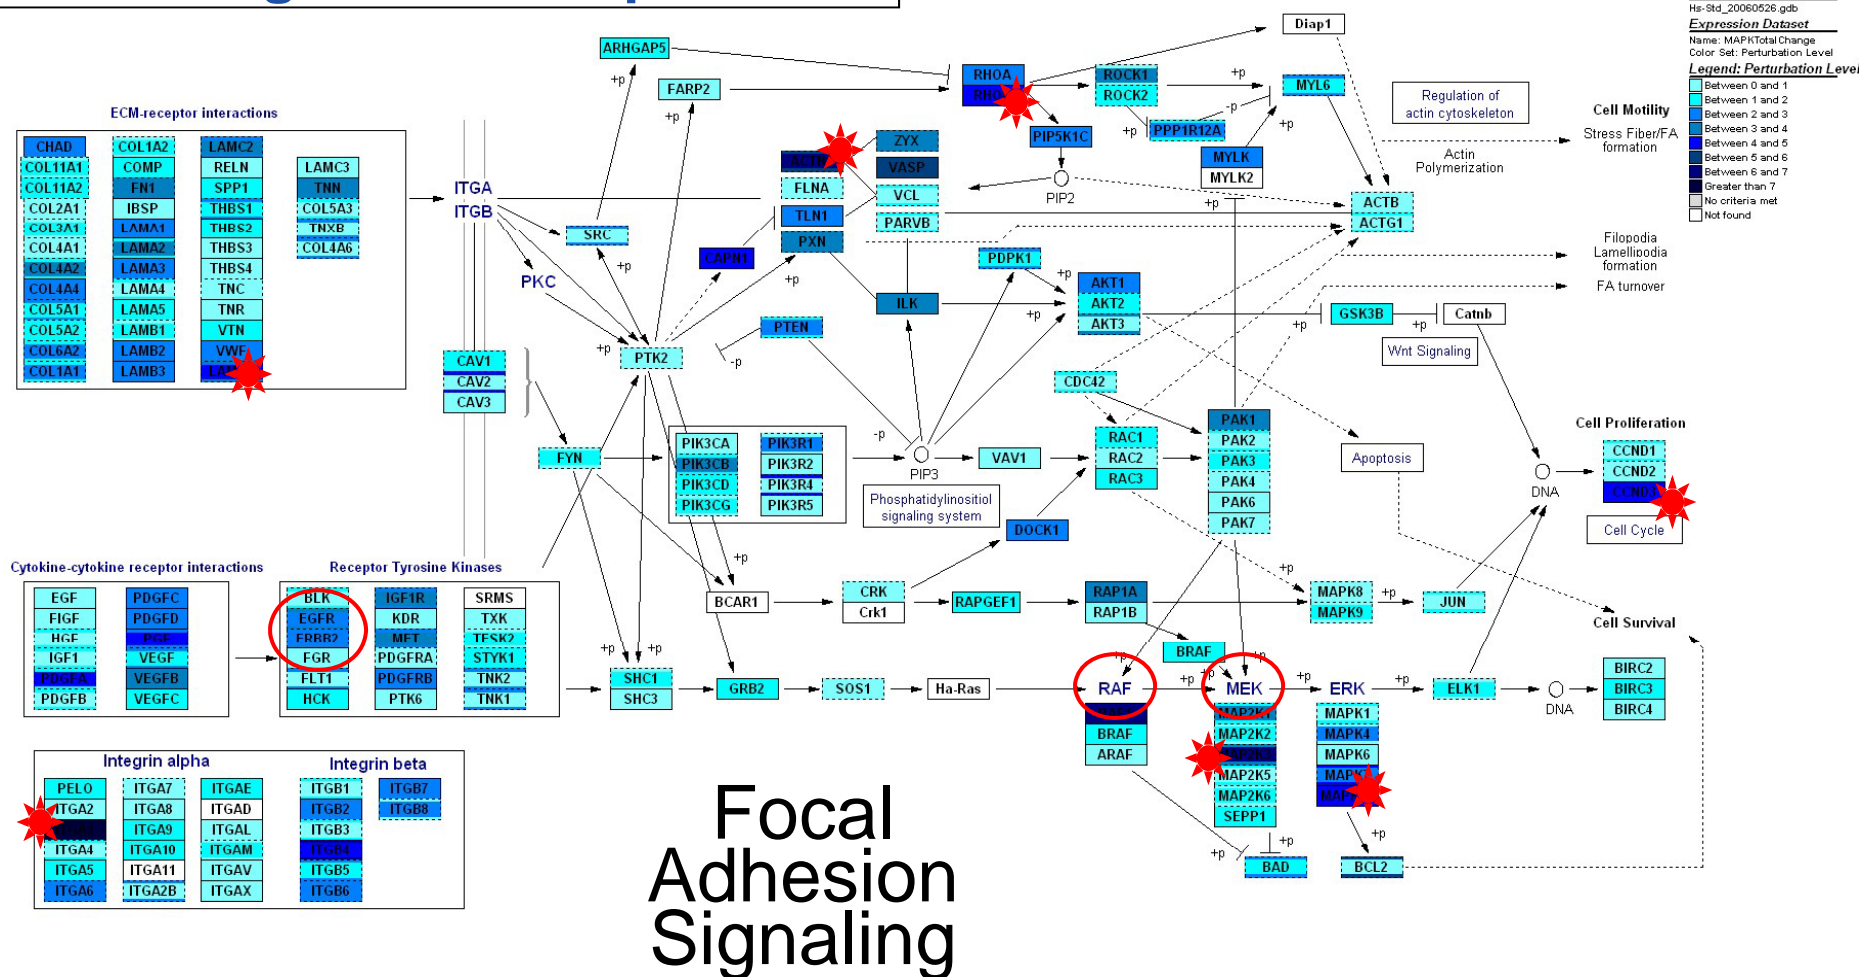 Hs-Std_20060526.gdb
Expression Dataset
Name: MAPKTotalChange
Color Set: Perturbation Level
Legend: Perturbation Level
Between 0 and 1
Between 1 and 2
Between 2 and 3
Between 3 and 4
Between 4 and 5
Between 5 and 6
Between 6 and 7
Greater than 7
No criteria met
Not found
Diap1
ARHGAP5
+p
FARP2
+p
RHOA
ROCK1
ROCK2
+p
-p
+p
MYL6
PIP5K1C
PPP1R12A
+p
MYLK
MYLK2
PIP2
+p
Regulation of
actin cytoskeleton
Cell Motility
Stress Fiber/FA
formation
Actin
Polymerization
ACTB
ACTG1
Filopodia
Lamellipodia
formation
FA turnover
ECM-receptor interactions
CHAD
COL11A1
COL11A2
COL2A1
COL3A1
COL4A1
COL4A2
COL4A4
COL5A1
COL5A2
COL6A2
COL1A1
COL1A2
COMP
FN1
IBSP
LAMA1
LAMA2
LAMA3
LAMA4
LAMA5
LAMB1
LAMB2
LAMB3
LAMC2
RELN
SPP1
THBS1
THBS2
THBS3
THBS4
TNC
TNR
VTN
VWF
LAMC3
TNN
COL5A3
TNXB
COL4A6
ITGA
ITGB
PKC
SRC
+p
FLNA
TLN1
PXN
ZYX
VASP
VCL
PARVB
CAPN1
+p
+p
PDPK1
+p
ILK
+p
AKT1
AKT2
AKT3
+p
GSK3B
+p
Catnb
Wnt Signaling
PTEN
-p
+p
PTK2
CAV1
CAV2
CAV3
FYN
PIK3CA
PIK3CB
PIK3CD
PIK3CG
PIK3R1
PIK3R2
PIK3R4
PIK3R5
-p
PIP3
Phosphatidylinositiol
signaling system
VAV1
CDC42
RAC1
RAC2
RAC3
DOCK1
PAK1
PAK2
PAK3
PAK4
PAK6
PAK7
Apoptosis
Cell Proliferation
CCND1
CCND2
CCND3
DNA
Cell Cycle
+p
BCAR1
CRK
Crk1
RAPGEF1
RAP1A
RAP1B
+p
MAPK8
MAPK9
+p
JUN
BRAF
Cell Survival
Cytokine-cytokine receptor interactions
EGF
FIGF
HGF
IGF1
PDGFA
PDGFB
PDGFC
PDGFD
PGF
VEGF
VEGFB
VEGFC
Receptor Tyrosine Kinases
BLK
EGFR
ERBB2
FGR
FLT1
HCK
IGF1R
KDR
MET
PDGFRA
PDGFRB
PTK6
SRMS
TXK
TESK2
STYK1
TNK2
TNK1
+p
+p
SHC1
SHC3
GRB2
SOS1
Ha-Ras
+p
RAF
+p
+p
+p
MEK
+p
ERK
+p
ELK1
DNA
BIRC2
BIRC3
BIRC4
BRAF
ARAF
MAP2K1
MAP2K2
MAP2K5
MAP2K6
SEPP1
MAPK1
MAPK4
MAPK6
+p
+p
BAD
+p
BCL2
Integrin alpha
PELO
ITGA2
ITGA4
ITGA5
ITGA6
ITGA7
ITGA8
ITGA9
ITGA10
ITGA11
ITGA2B
ITGAE
ITGAD
ITGAL
ITGAM
ITGAV
ITGAX
Integrin beta
ITGB1
ITGB2
ITGB3
ITGB4
ITGB5
ITGB6
ITGB7
ITGB8
Focal
Adhesion
Signaling